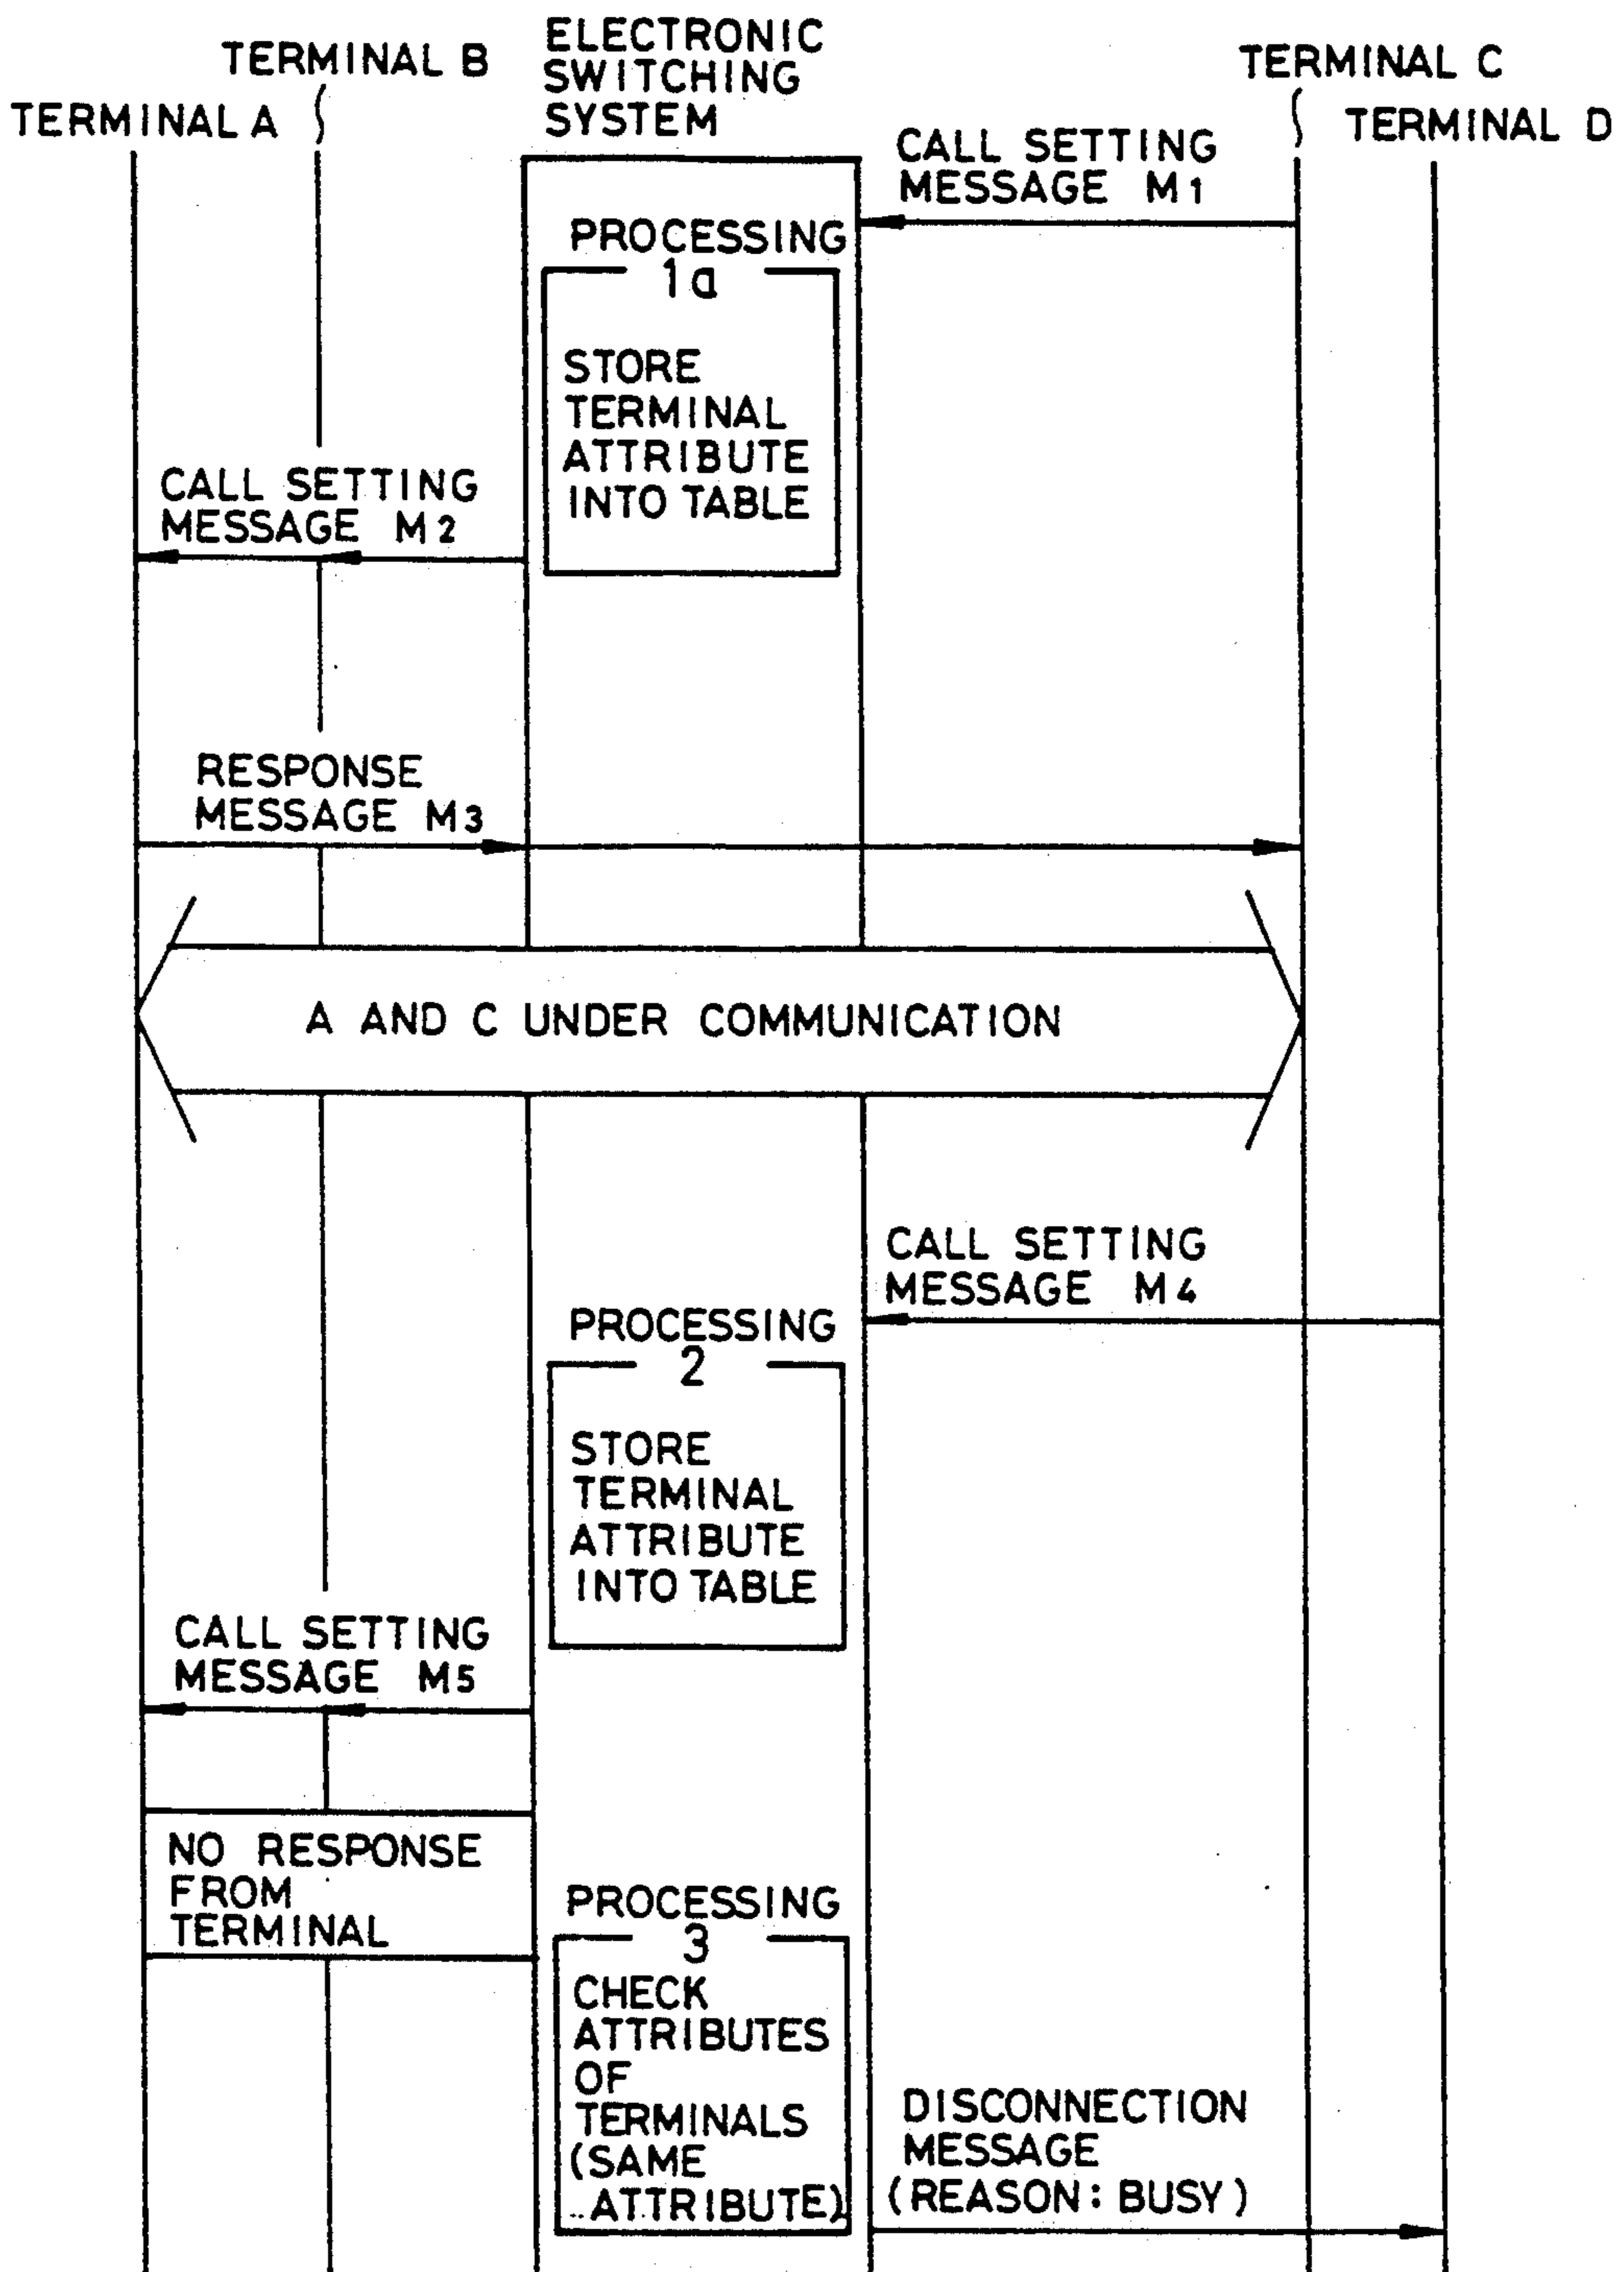 TERMINAL A
TERMINAL B
ELECTRONIC
SWITCHING
SYSTEM
TERMINAL C
TERMINAL D
CALL SETTING
MESSAGE M1
PROCESSING
1a
STORE
TERMINAL
ATTRIBUTE
INTO TABLE
CALL SETTING
MESSAGE M2
RESPONSE
MESSAGE M3
A AND C UNDER COMMUNICATION
CALL SETTING
MESSAGE M4
PROCESSING
2
STORE
TERMINAL
ATTRIBUTE
INTO TABLE
CALL SETTING
MESSAGE M5
NO RESPONSE
FROM
TERMINAL
PROCESSING
3
CHECK
ATTRIBUTES
OF
TERMINALS
(SAME
ATTRIBUTE)
DISCONNECTION
MESSAGE
(REASON: BUSY)